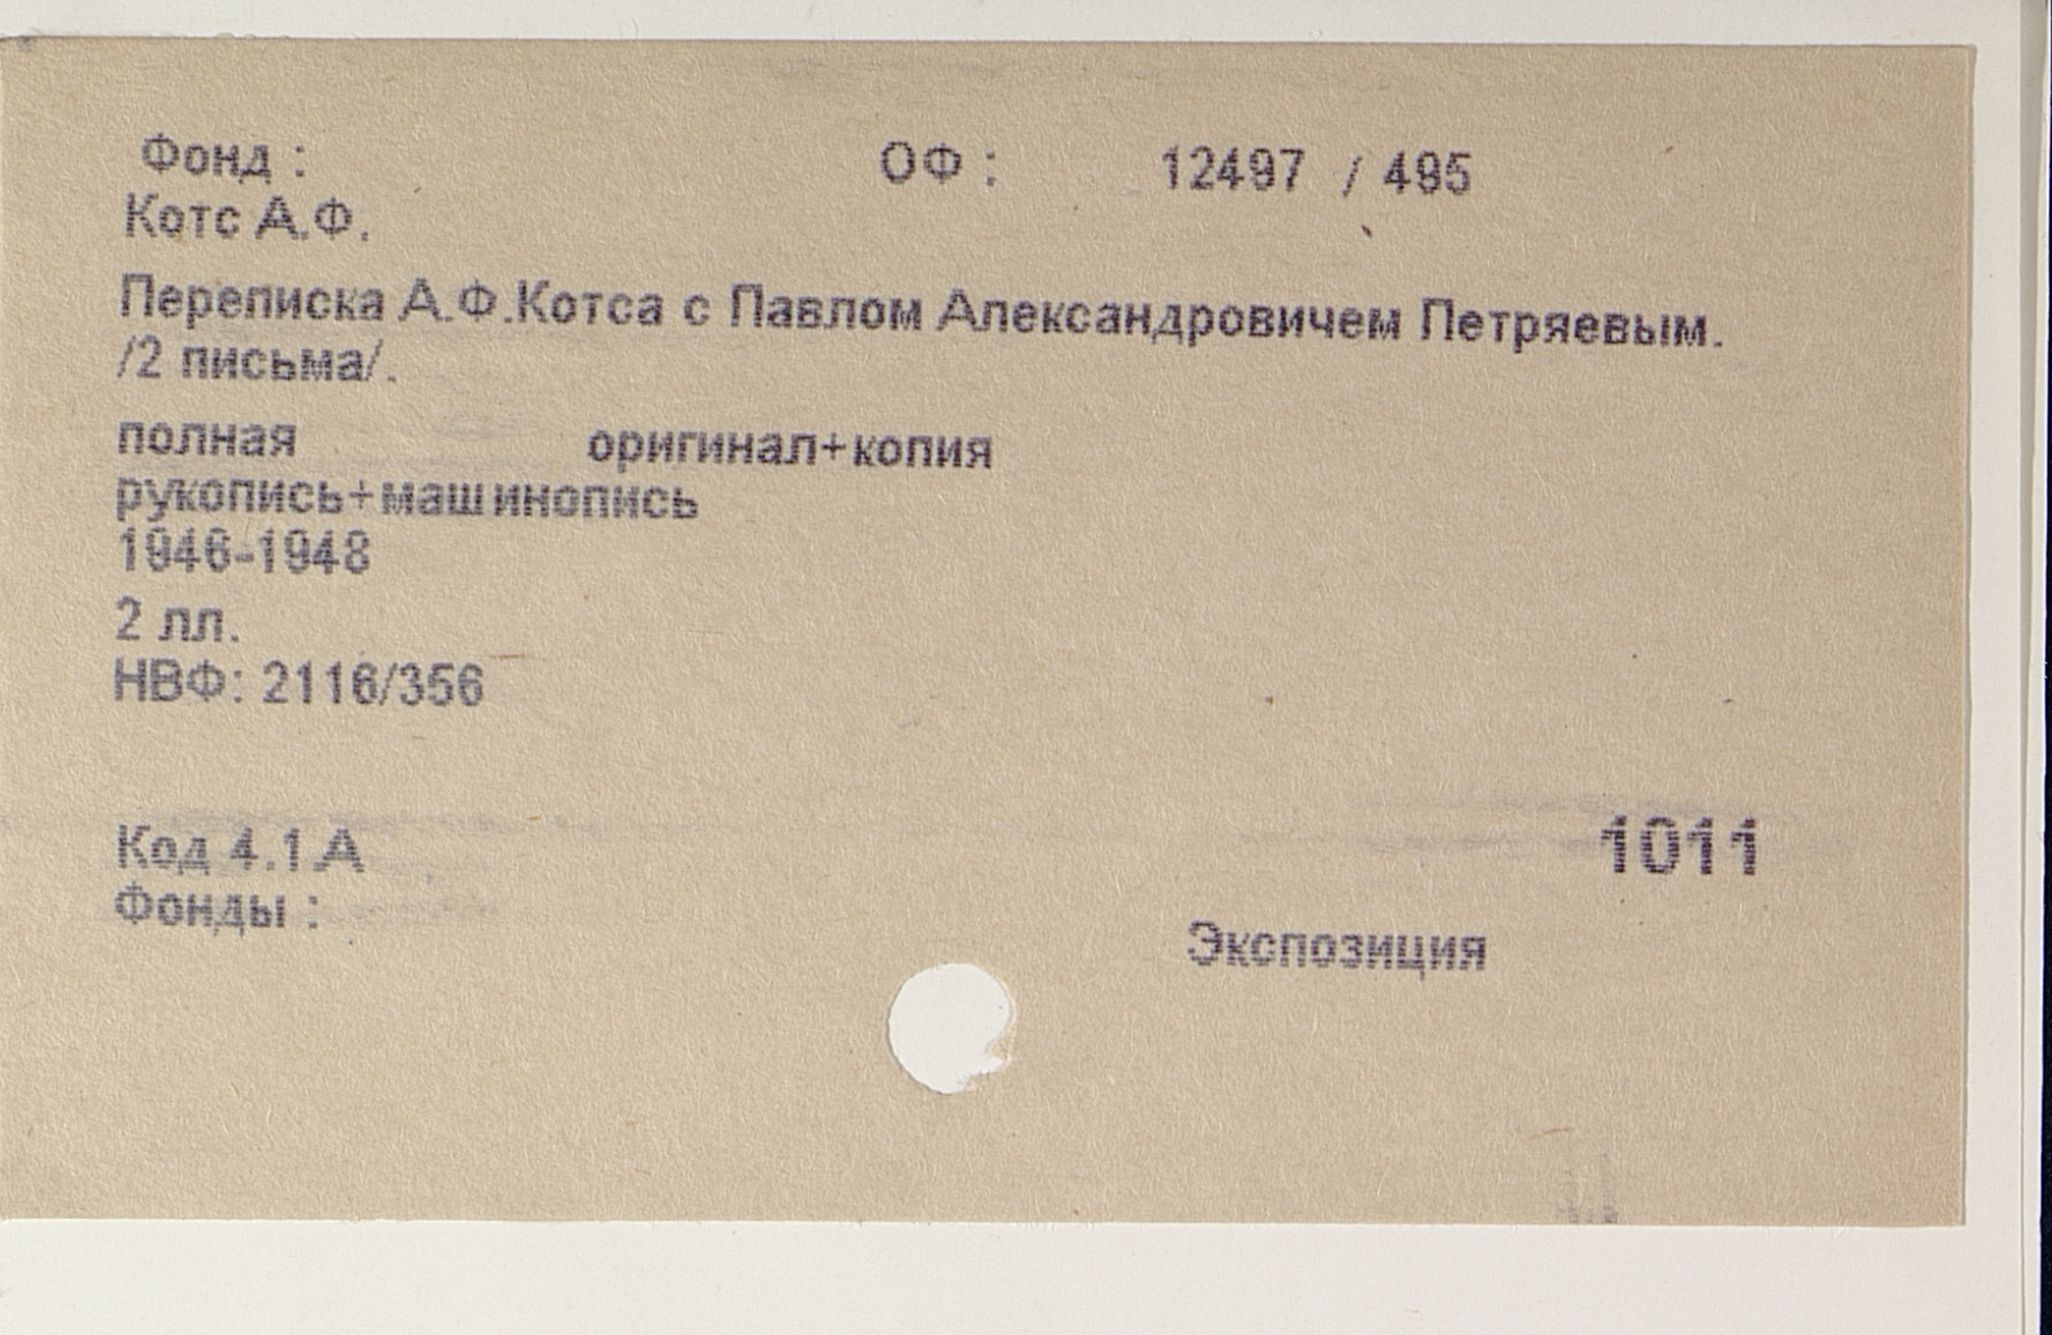 Фонд : ОФ : 12497 / 495
Котс А.Ф.
Переписка А.Ф.Котса с Павлом Александровичем Петряевым.
/2 письма/.
полная оригинал+копия
рукопись+машинопись
1946-1948
2 лл.
НВФ: 2116/356
Код 4.1.А 1011
Фонды :
Экспозиция